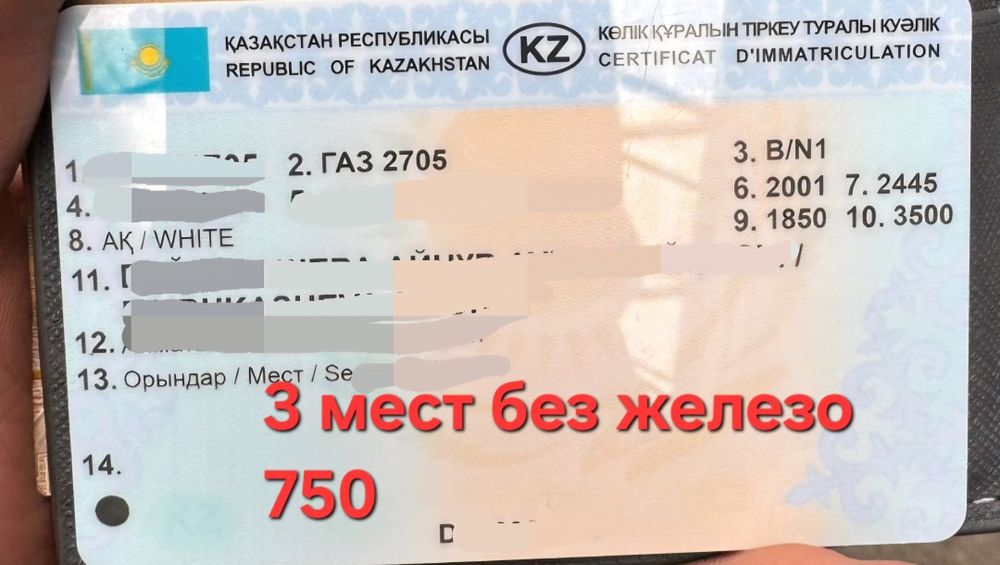 ҚАЗАҚСТАН РЕСПУБЛИКАСЫ
REPUBLIC OF KAZAKHSTAN
KZ
КӨЛІК ҚҰРАЛЫН ТІРКЕУ ТУРАЛЫ КУӘЛІК
CERTIFICAT D'IMMATRICULATION
1.
2. ГАЗ 2705
3. B/N1
4.
6. 2001 7. 2445
8. АҚ / WHITE
9. 1850 10. 3500
11.
12.
13. Орындар / Мест / Se
3 мест без железо
14.
750